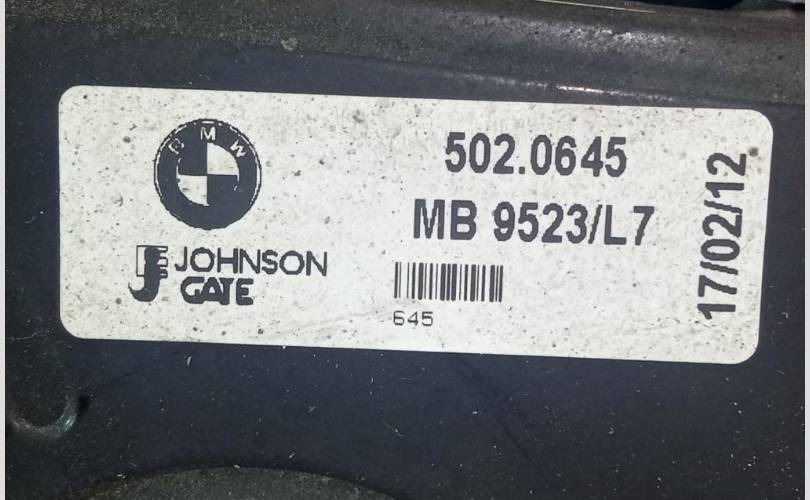 BMW
JOHNSON
GATE
502.0645
MB 9523/L7
645
17/02/12